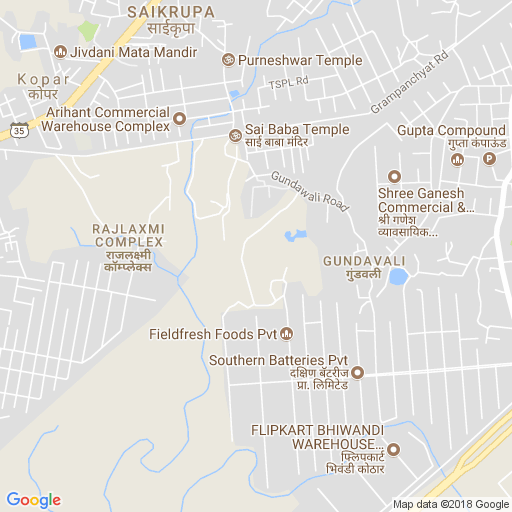 SAIKRUPA
साईकृपा
Jivdani Mata Mandir
Purneshwar Temple
Kopar
कोपर
TSPL Rd
Grampanchyat Rd
Arihant Commercial
Warehouse Complex
35
Sai Baba Temple
साई बाबा मंदिर
Gupta Compound
गुप्ता कंपाऊंड
P
Gundawali Road
Shree Ganesh
Commercial &...
श्री गणेश
व्यावसायिक...
RAJLAXMI
COMPLEX
राजलक्ष्मी
कॉम्प्लेक्स
GUNDAVALI
गुंडवली
Fieldfresh Foods Pvt
Southern Batteries Pvt
दक्षिण बॅटरीज
प्रा. लिमिटेड
FLIPKART BHIWANDI
WAREHOUSE...
फ्लिपकार्ट
भिवंडी कोठार
Google
Map data ©2018 Google